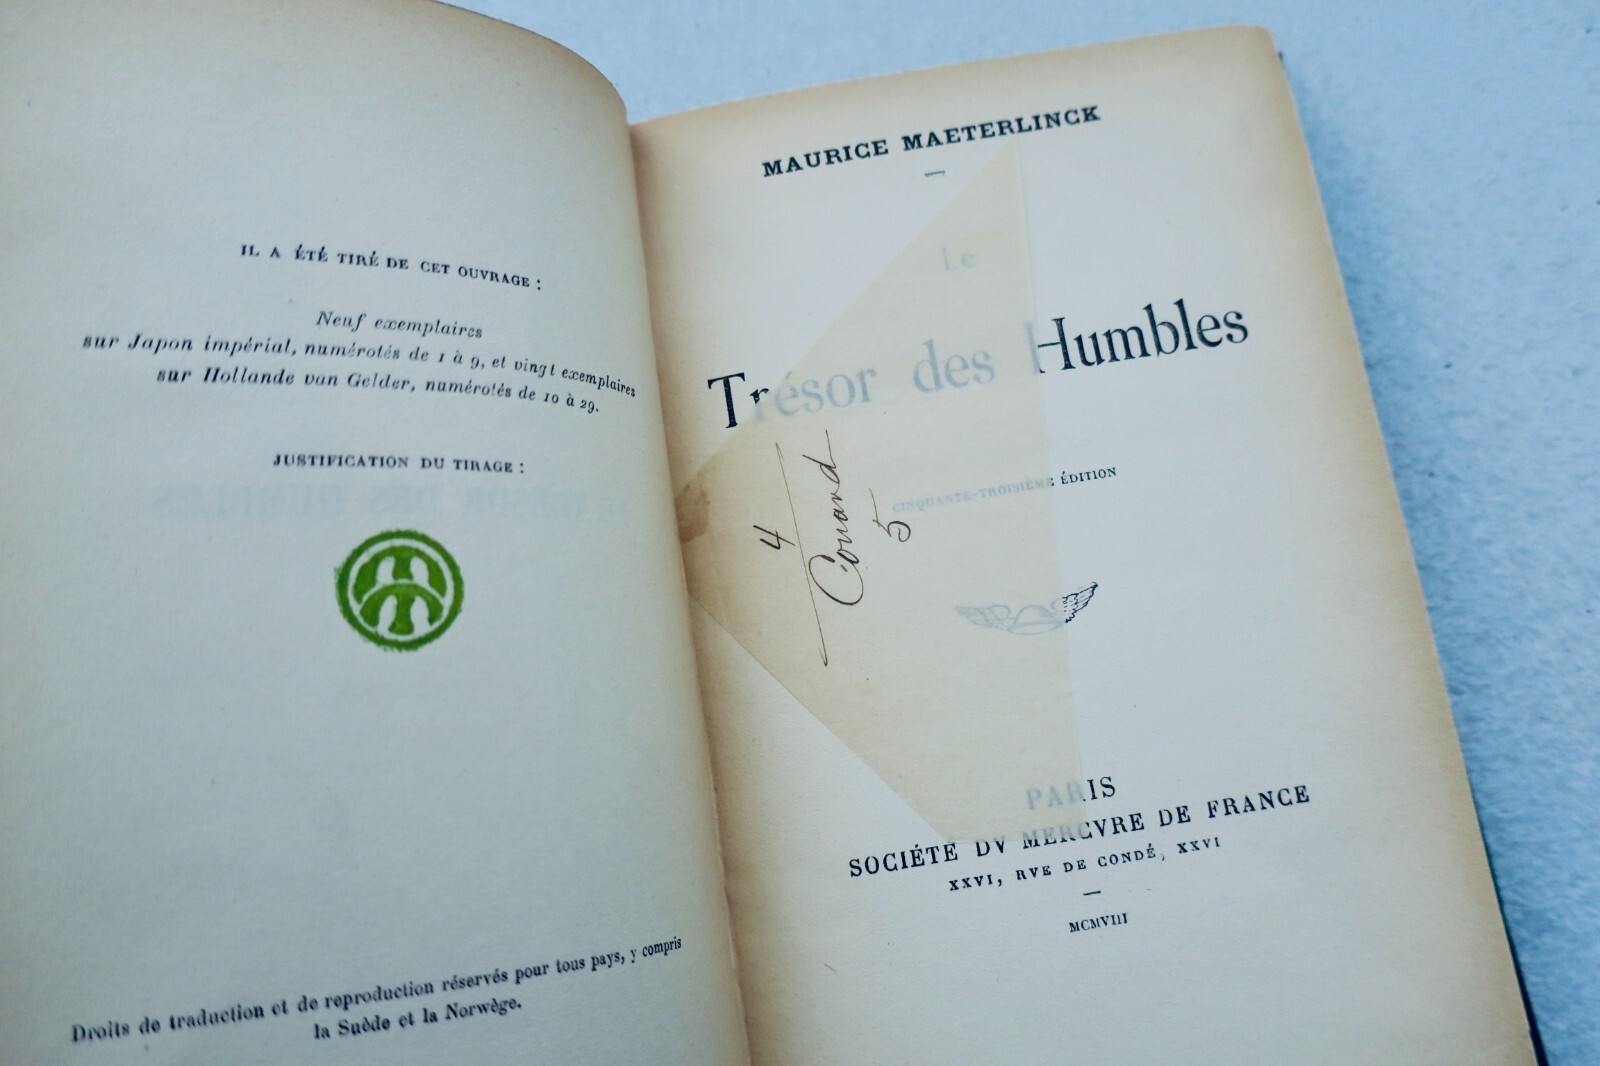 IL A ÉTÉ TIRÉ DE CET OUVRAGE :
Neuf exemplaires
sur Japon impérial, numérotés de 1 à 9, et vingt exemplaires
sur Hollande van Gelder, numérotés de 10 à 29.
JUSTIFICATION DU TIRAGE :
Droits de traduction et de reproduction réservés pour tous pays, y compris
la Suède et la Norwège.
MAURICE MAETERLINCK
Le
Trésor des Humbles
CINQUANTE-TROISIÈME ÉDITION
4
Couard
5
PARIS
SOCIÉTÉ DV MERCVRE DE FRANCE
XXVI, RVE DE CONDÉ, XXVI
MCMVIII